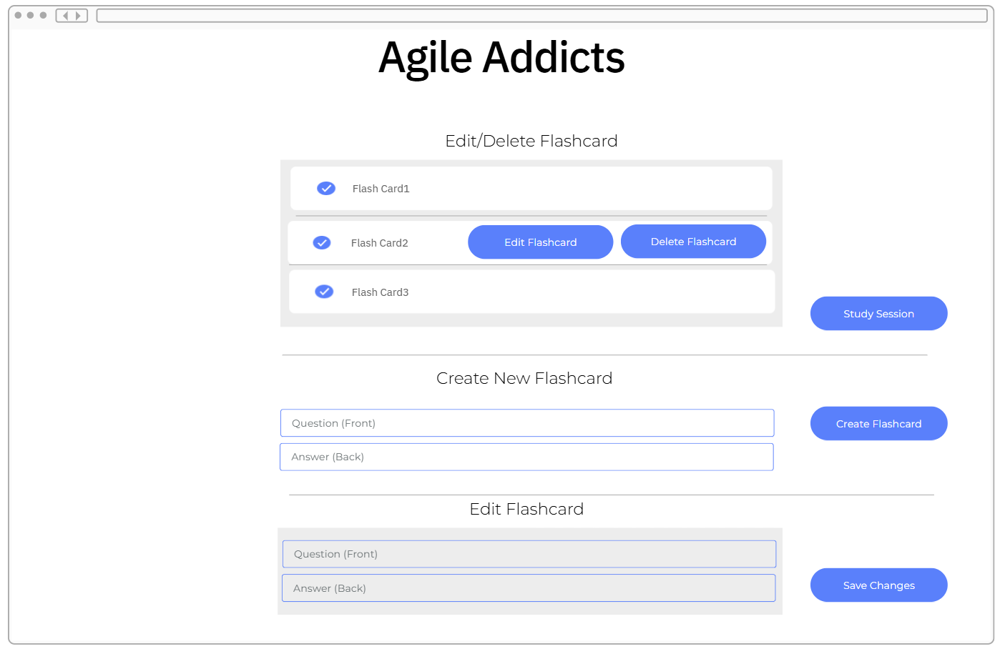 Agile Addicts
Edit/Delete Flashcard
Flash Card1
Flash Card2 Edit Flashcard Delete Flashcard
Flash Card3
Study Session
Create New Flashcard
Question (Front)
Create Flashcard
Answer (Back)
Edit Flashcard
Question (Front)
Answer (Back)
Save Changes